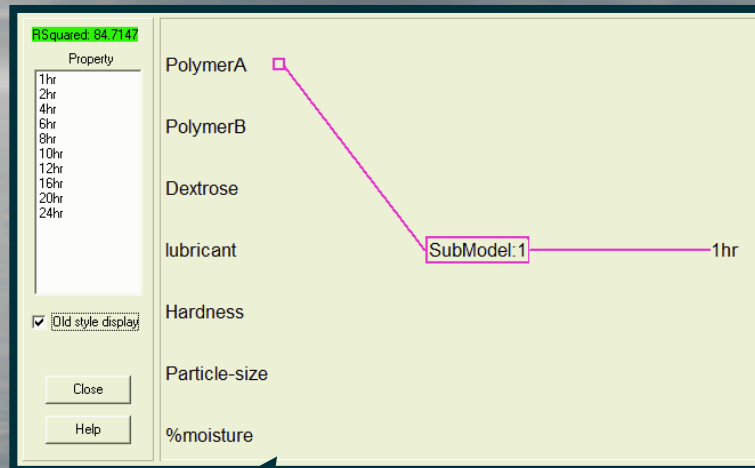 RSquared: 84.7147
Property
1hr
2hr
4hr
6hr
8hr
10hr
12hr
16hr
20hr
24hr
Old style display
Close
Help
PolymerA
PolymerB
Dextrose
lubricant
SubModel:1
1hr
Hardness
Particle-size
%moisture